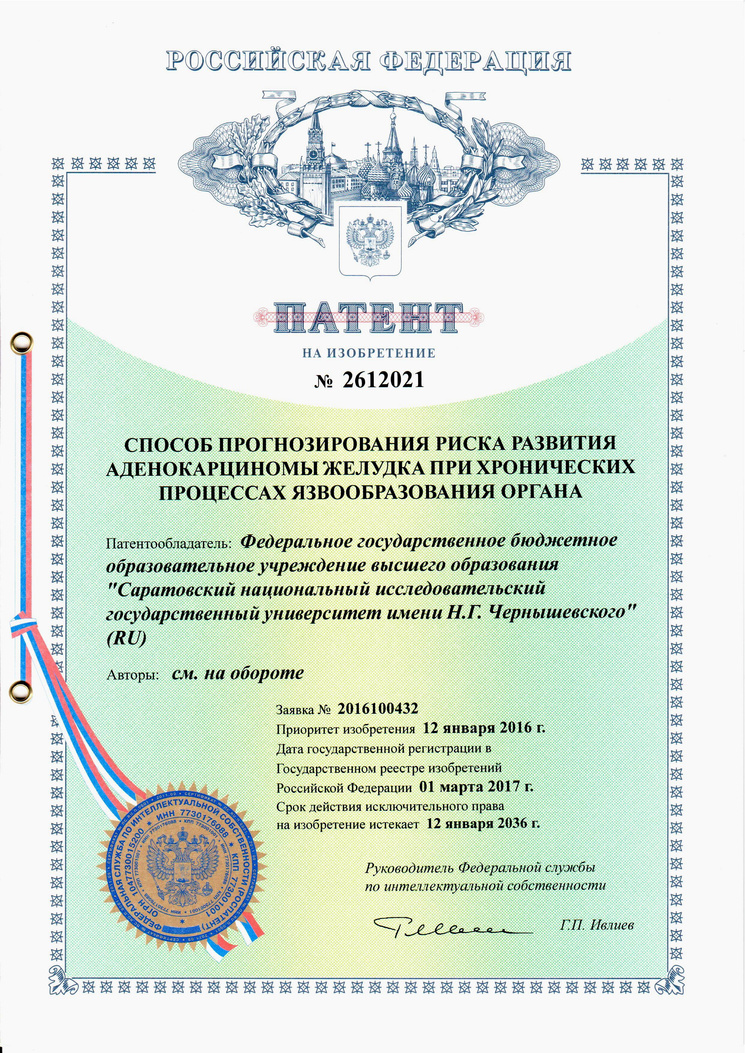 РОССИЙСКАЯ ФЕДЕРАЦИЯ
ПАТЕНТ
НА ИЗОБРЕТЕНИЕ
№ 2612021
СПОСОБ ПРОГНОЗИРОВАНИЯ РИСКА РАЗВИТИЯ
АДЕНОКАРЦИНОМЫ ЖЕЛУДКА ПРИ ХРОНИЧЕСКИХ
ПРОЦЕССАХ ЯЗВООБРАЗОВАНИЯ ОРГАНА
Патентообладатель: Федеральное государственное бюджетное
образовательное учреждение высшего образования
"Саратовский национальный исследовательский
государственный университет имени Н.Г. Чернышевского"
(RU)
Авторы: см. на обороте
Заявка № 2016100432
Приоритет изобретения 12 января 2016 г.
Дата государственной регистрации в
Государственном реестре изобретений
Российской Федерации 01 марта 2017 г.
Срок действия исключительного права
на изобретение истекает 12 января 2036 г.
Руководитель Федеральной службы
по интеллектуальной собственности
Г.П. Ивлиев
ФЕДЕРАЛЬНАЯ СЛУЖБА ПО ИНТЕЛЛЕКТУАЛЬНОЙ СОБСТВЕННОСТИ (РОСПАТЕНТ)
ОГРН 1047730015200 * ИНН 7730176088 * КПП 773001001